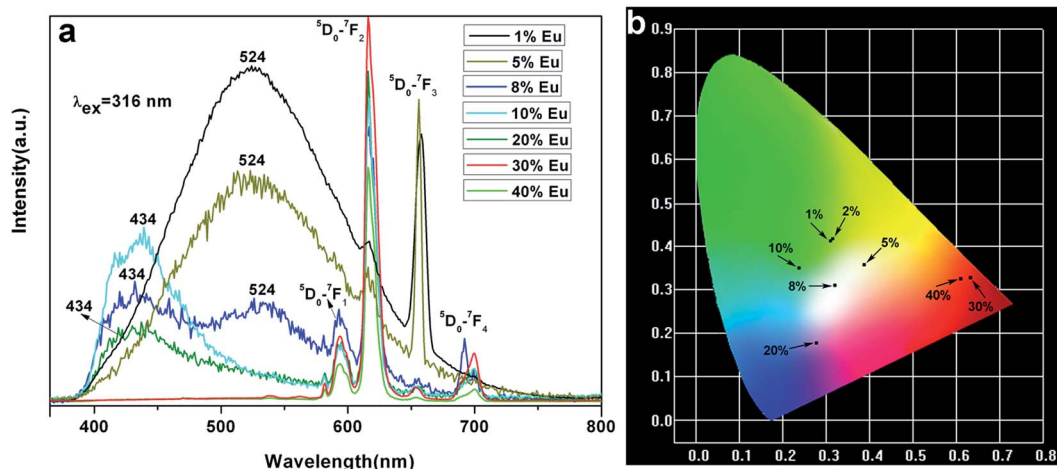 a
λex=316 nm
524
524
434
434
434
524
⁵D₀-⁷F₂
⁵D₀-⁷F₃
⁵D₀-⁷F₁
⁵D₀-⁷F₄
1% Eu
5% Eu
8% Eu
10% Eu
20% Eu
30% Eu
40% Eu
Intensity(a.u.)
400 500 600 700 800
Wavelength(nm)
b
0.9
0.8
0.7
0.6
0.5
0.4
0.3
0.2
0.1
0.0
1% 2%
10% 5%
8%
40% 30%
20%
0.0 0.1 0.2 0.3 0.4 0.5 0.6 0.7 0.8